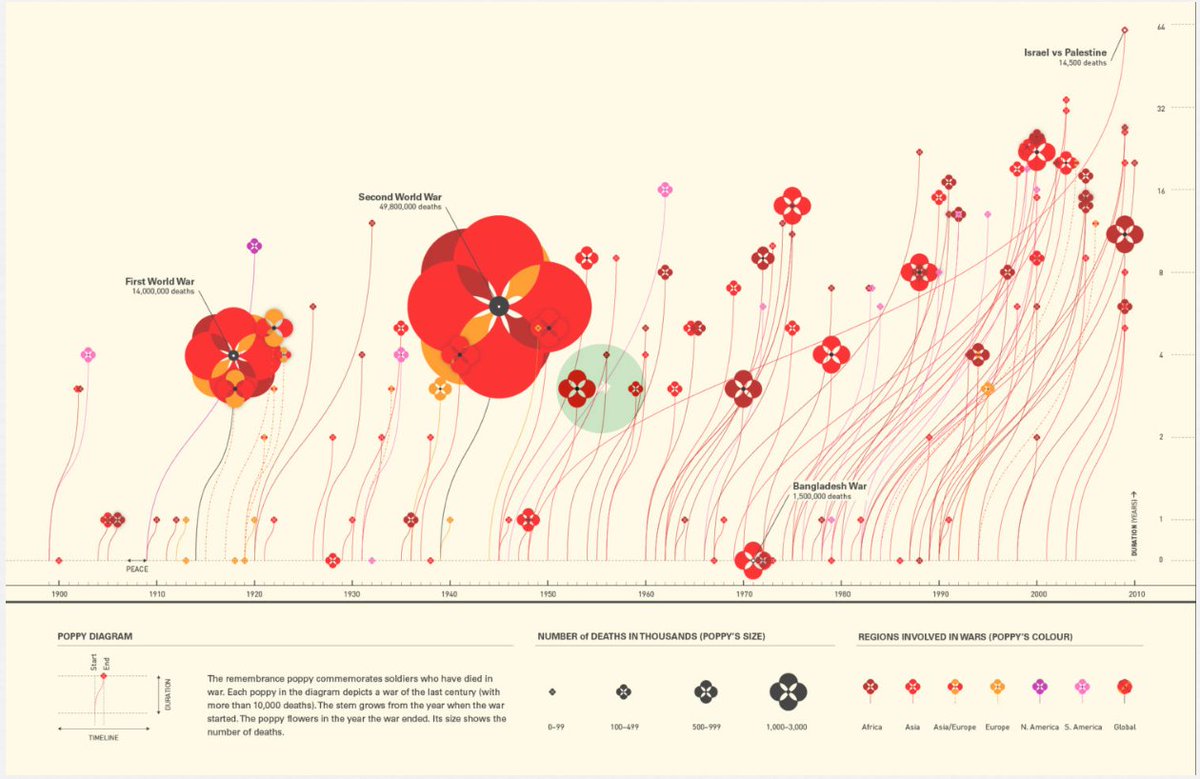 64
Israel vs Palestine
14,500 deaths
32
Second World War
49,800,000 deaths
16
First World War
14,000,000 deaths
8
4
2
Bangladesh War
1,500,000 deaths
DURATION (YEARS)
1
0
PEACE
1900 1910 1920 1930 1940 1950 1960 1970 1980 1990 2000 2010
POPPY DIAGRAM
Start
End
DURATION
TIMELINE
The remembrance poppy commemorates soldiers who have died in
war. Each poppy in the diagram depicts a war of the last century (with
more than 10,000 deaths). The stem grows from the year when the war
started. The poppy flowers in the year the war ended. Its size shows the
number of deaths.
NUMBER of DEATHS IN THOUSANDS (POPPY'S SIZE)
0–99 100–499 500–999 1,000–3,000
REGIONS INVOLVED IN WARS (POPPY'S COLOUR)
Africa Asia Asia/Europe Europe N. America S. America Global